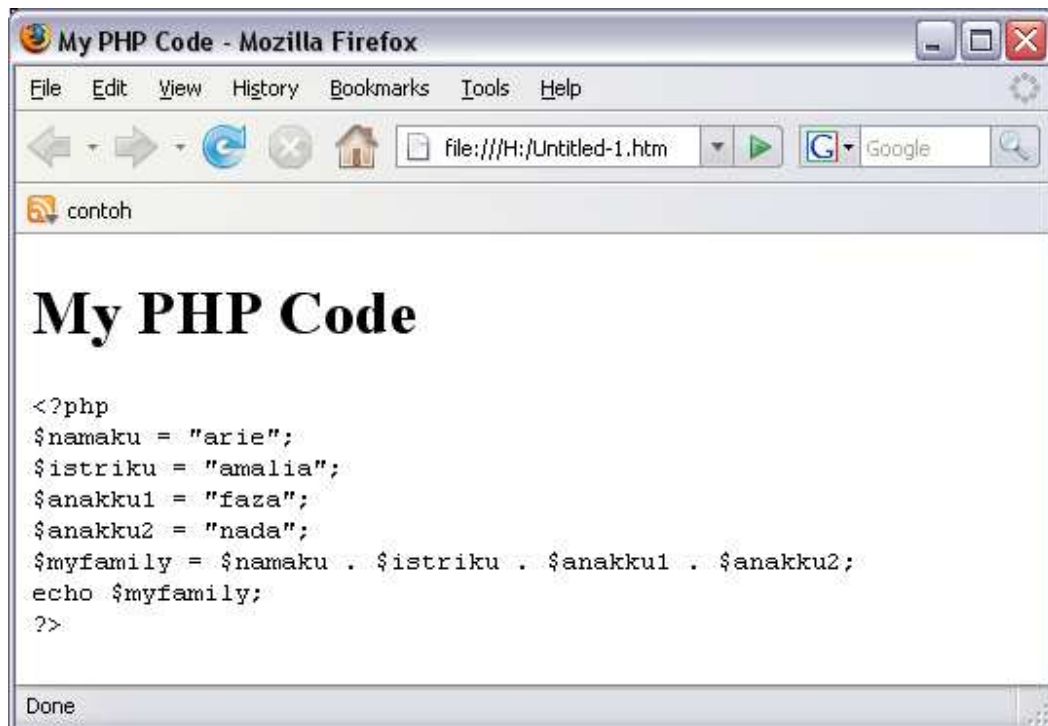 My PHP Code - Mozilla Firefox
File Edit View History Bookmarks Tools Help
file:///H:/Untitled-1.htm G Google
contoh
My PHP Code
<?php
$namaku = "arie";
$istriku = "amalia";
$anakku1 = "faza";
$anakku2 = "nada";
$myfamily = $namaku . $istriku . $anakku1 . $anakku2;
echo $myfamily;
?>
Done